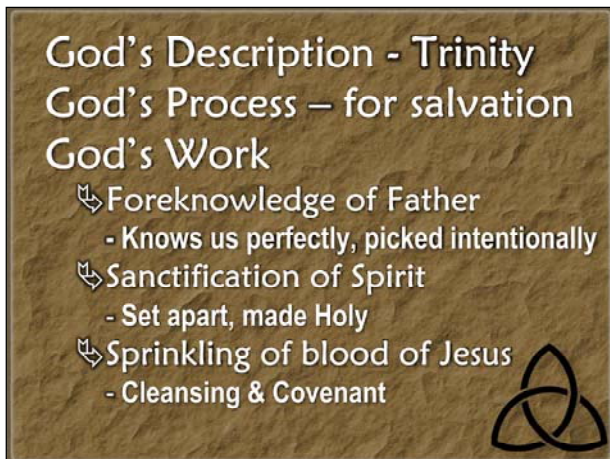 God's Description - Trinity
God's Process – for salvation
God's Work
Foreknowledge of Father
- Knows us perfectly, picked intentionally
Sanctification of Spirit
- Set apart, made Holy
Sprinkling of blood of Jesus
- Cleansing & Covenant